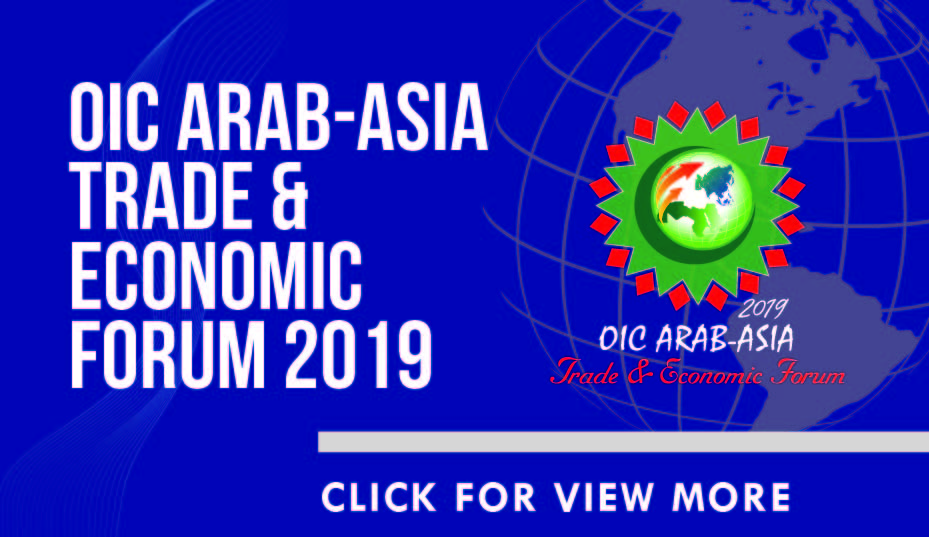 OIC ARAB-ASIA
TRADE &
ECONOMIC
FORUM 2019
2019
OIC ARAB-ASIA
Trade & Economic Forum
CLICK FOR VIEW MORE